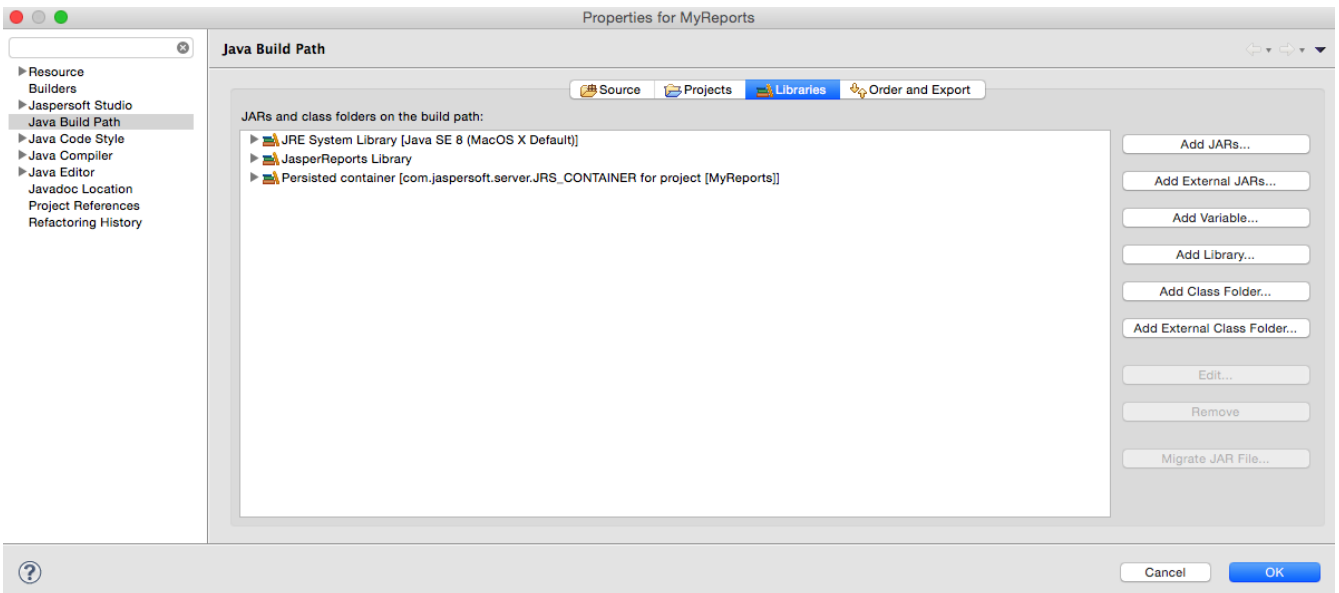 Properties for MyReports
Java Build Path
Resource
Builders
Jaspersoft Studio
Java Build Path
Java Code Style
Java Compiler
Java Editor
Javadoc Location
Project References
Refactoring History
Source Projects Libraries Order and Export
JARs and class folders on the build path:
JRE System Library [Java SE 8 (MacOS X Default)]
JasperReports Library
Persisted container [com.jaspersoft.server.JRS_CONTAINER for project [MyReports]]
Add JARs...
Add External JARs...
Add Variable...
Add Library...
Add Class Folder...
Add External Class Folder...
Edit...
Remove
Migrate JAR File...
?
Cancel OK